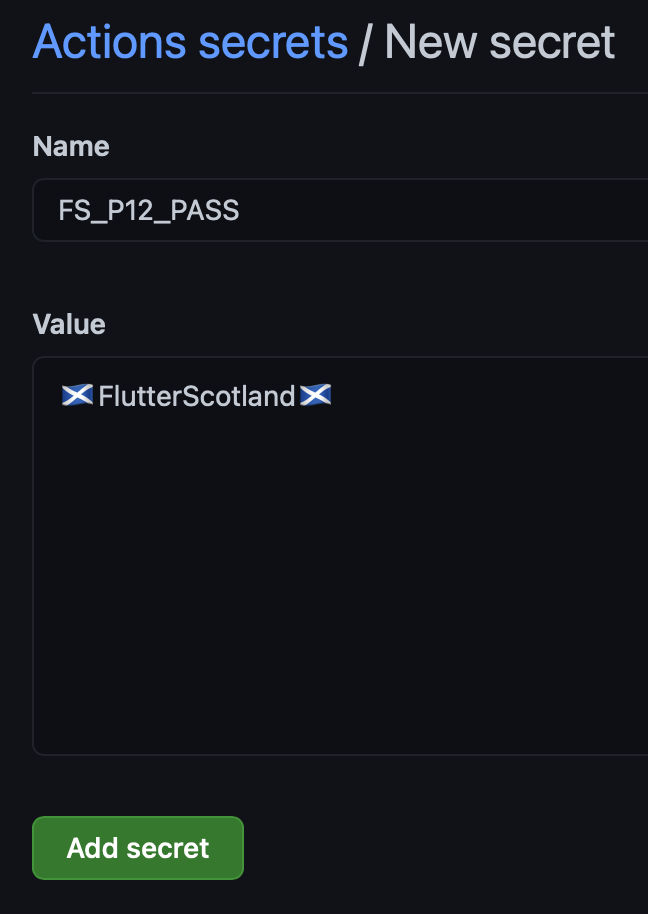 Actions secrets / New secret
Name
FS_P12_PASS
Value
🏴󠁧󠁢󠁳󠁣󠁴󠁿FlutterScotland🏴󠁧󠁢󠁳󠁣󠁴󠁿
Add secret